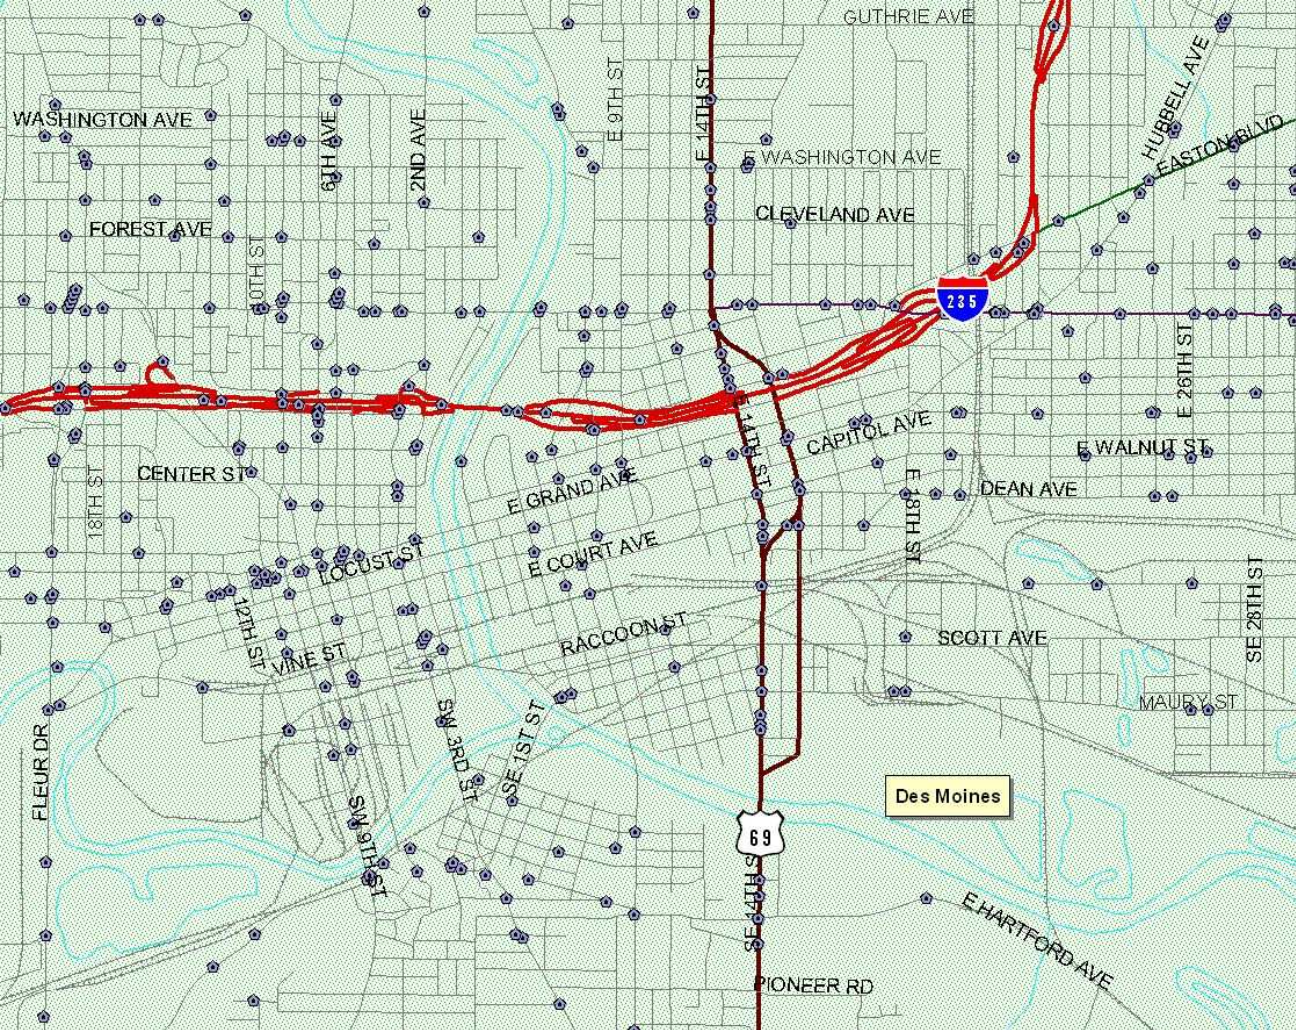 GUTHRIE AVE
HUBBELL AVE
E 9TH ST
E 14TH ST
WASHINGTON AVE
6TH AVE
2ND AVE
EASTON BLVD
E WASHINGTON AVE
CLEVELAND AVE
FOREST AVE
10TH ST
235
E 26TH ST
E 14TH ST
CAPITOL AVE
E WALNUT ST
CENTER ST
18TH ST
E GRAND AVE
E 18TH ST
DEAN AVE
LOCUST ST
E COURT AVE
SE 28TH ST
12TH ST
RACCOON ST
SCOTT AVE
VINE ST
MAURY ST
FLEUR DR
SW 3RD ST
SE 1ST ST
Des Moines
SW 9TH ST
69
SE 14TH ST
E HARTFORD AVE
PIONEER RD